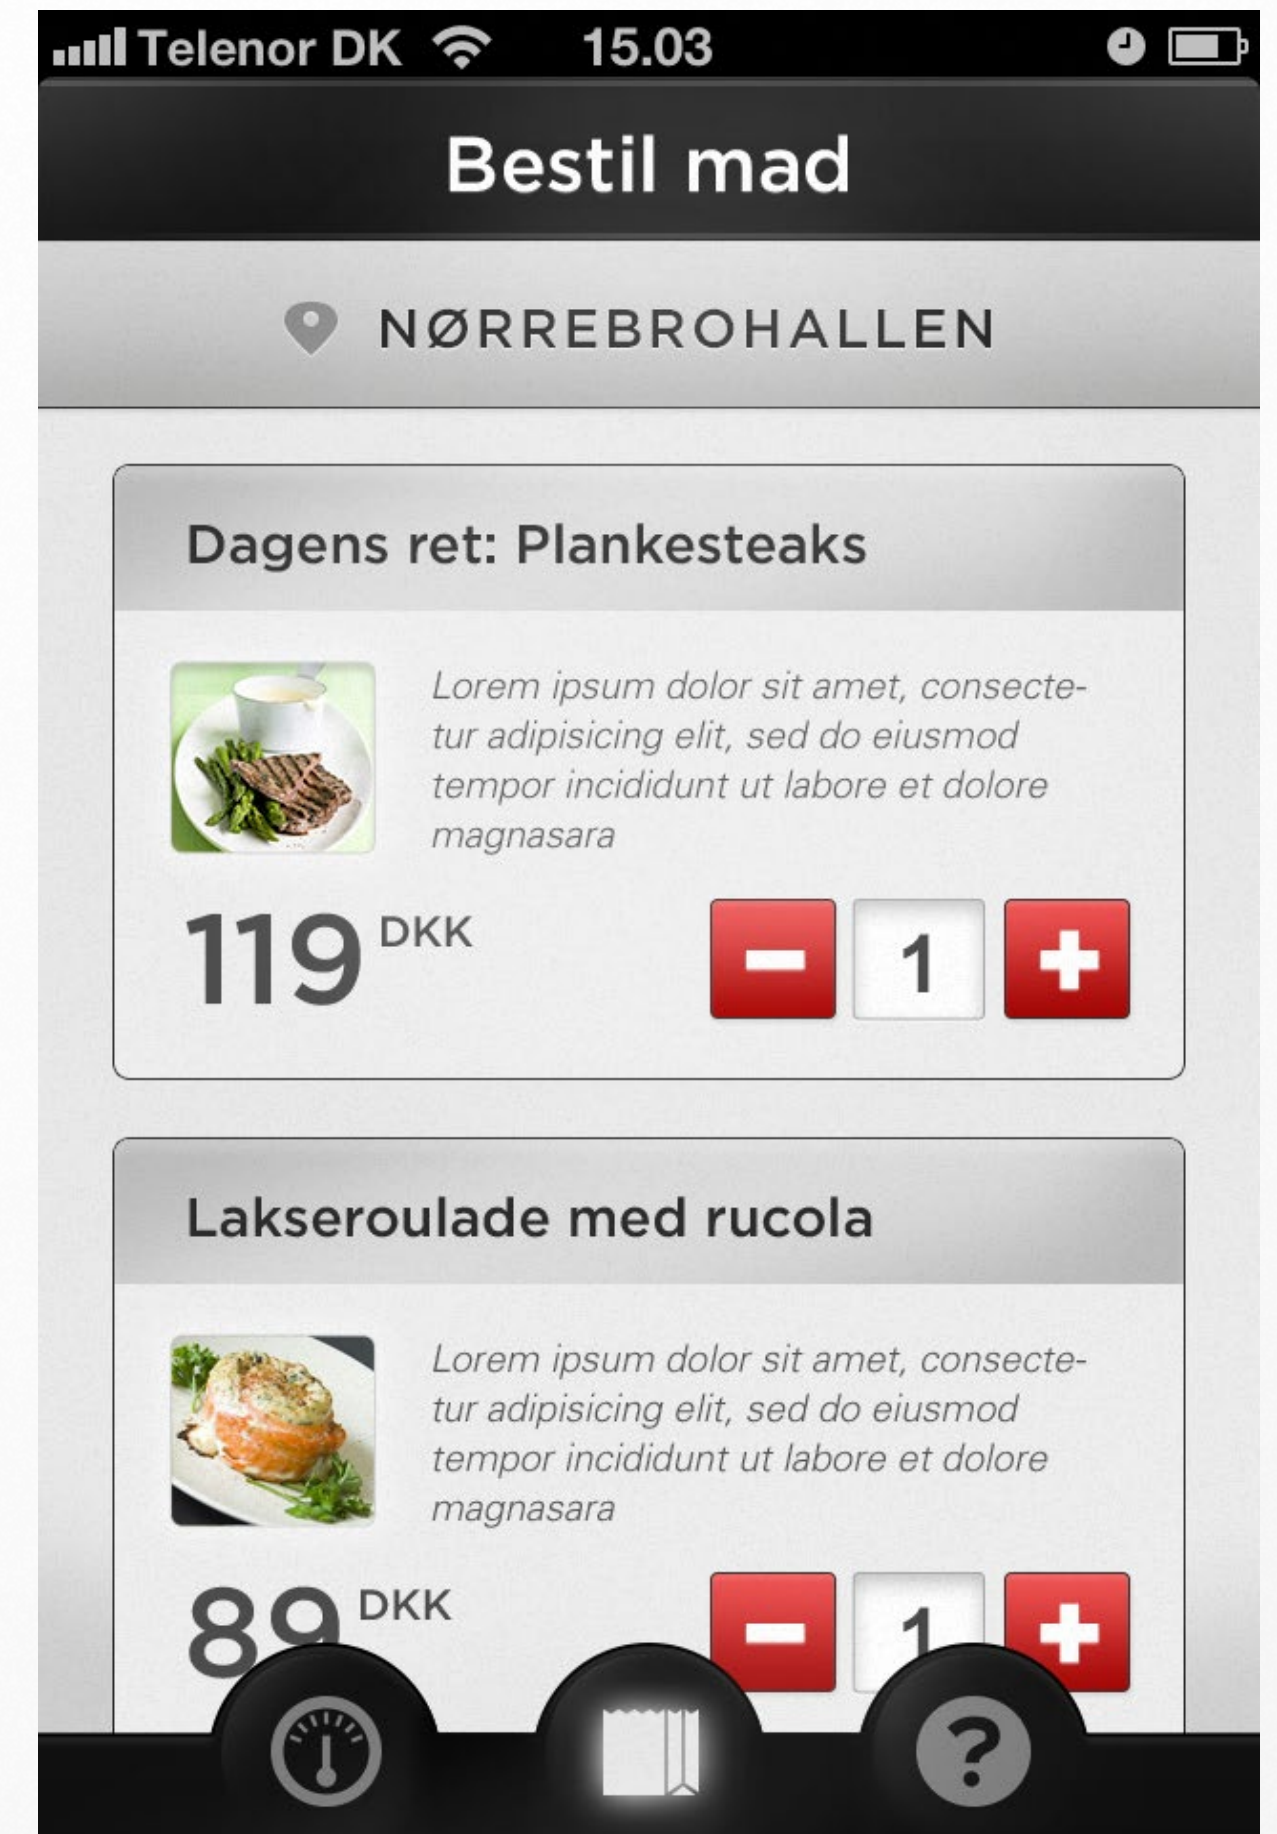 Telenor DK 15.03
Bestil mad
NØRREBROHALLEN
Dagens ret: Plankesteaks
Lorem ipsum dolor sit amet, consecte-
tur adipisicing elit, sed do eiusmod
tempor incididunt ut labore et dolore
magnasara
119 DKK
1
Lakseroulade med rucola
Lorem ipsum dolor sit amet, consecte-
tur adipisicing elit, sed do eiusmod
tempor incididunt ut labore et dolore
magnasara
89 DKK
1
?